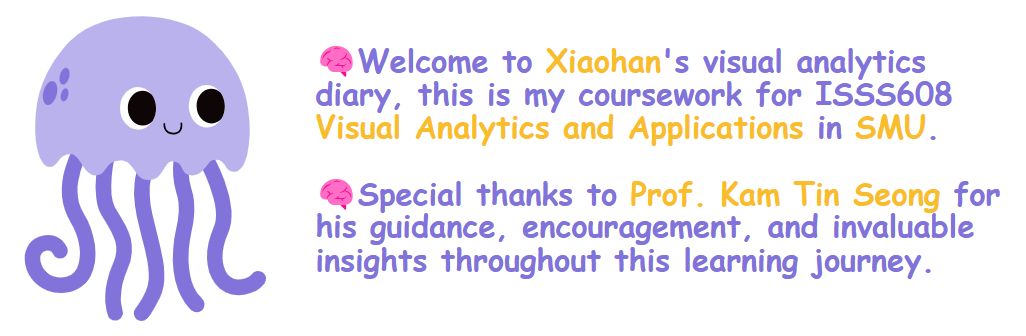 🧠Welcome to Xiaohan's visual analytics
diary, this is my coursework for ISSS608
Visual Analytics and Applications in SMU.
🧠Special thanks to Prof. Kam Tin Seong for
his guidance, encouragement, and invaluable
insights throughout this learning journey.